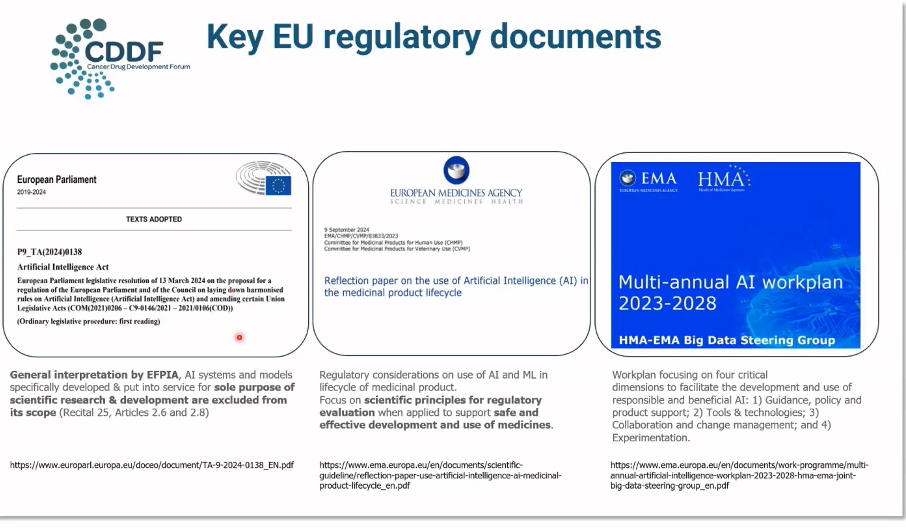 CDDF
Cancer Drug Development Forum
Key EU regulatory documents
European Parliament
2019-2024
TEXTS ADOPTED
P9_TA(2024)0138
Artificial Intelligence Act
European Parliament legislative resolution of 13 March 2024 on the proposal for a
regulation of the European Parliament and of the Council on laying down harmonised
rules on Artificial Intelligence (Artificial Intelligence Act) and amending certain Union
Legislative Acts (COM(2021)0206 – C9-0146/2021 – 2021/0106(COD))
(Ordinary legislative procedure: first reading)
General interpretation by EFPIA, AI systems and models
specifically developed & put into service for sole purpose of
scientific research & development are excluded from
its scope (Recital 25, Articles 2.6 and 2.8)
https://www.europarl.europa.eu/doceo/document/TA-9-2024-0138_EN.pdf
EUROPEAN MEDICINES AGENCY
SCIENCE MEDICINES HEALTH
9 September 2024
EMA/CHMP/CVMP/83833/2023
Committee for Medicinal Products for Human Use (CHMP)
Committee for Medicinal Products for Veterinary Use (CVMP)
Reflection paper on the use of Artificial Intelligence (AI) in
the medicinal product lifecycle
Regulatory considerations on use of AI and ML in
lifecycle of medicinal product.
Focus on scientific principles for regulatory
evaluation when applied to support safe and
effective development and use of medicines.
https://www.ema.europa.eu/en/documents/scientific-
guideline/reflection-paper-use-artificial-intelligence-ai-medicinal-
product-lifecycle_en.pdf
EMA
EUROPEAN MEDICINES AGENCY
HMA
Heads of Medicines Agencies
Multi-annual AI workplan
2023-2028
HMA-EMA Big Data Steering Group
Workplan focusing on four critical
dimensions to facilitate the development and use of
responsible and beneficial AI: 1) Guidance, policy and
product support; 2) Tools & technologies; 3)
Collaboration and change management; and 4)
Experimentation.
https://www.ema.europa.eu/en/documents/work-programme/multi-
annual-artificial-intelligence-workplan-2023-2028-hma-ema-joint-
big-data-steering-group_en.pdf